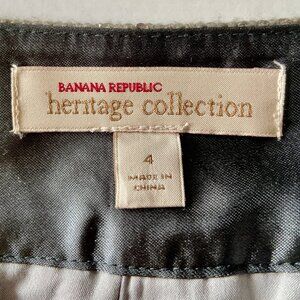 BANANA REPUBLIC
heritage collection
4
MADE IN
CHINA